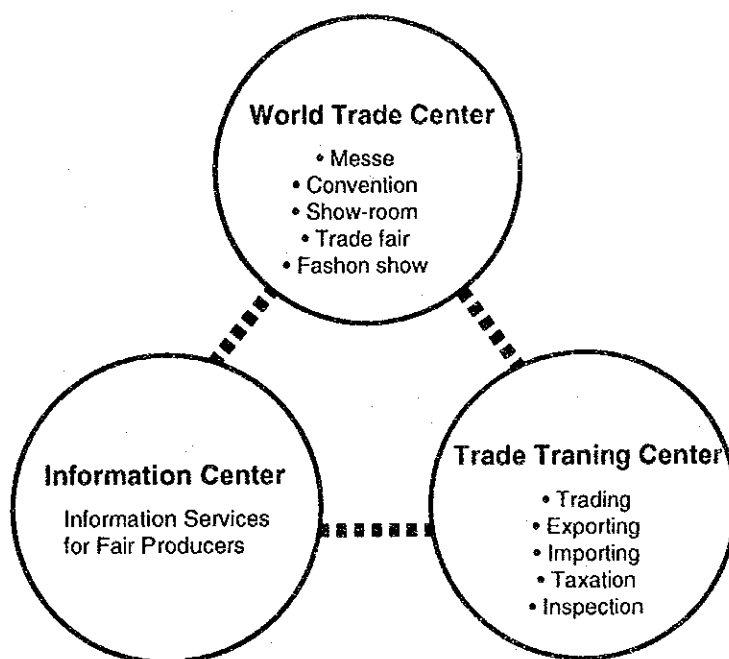 World Trade Center
• Messe
• Convention
• Show-room
• Trade fair
• Fashon show
Information Center
Information Services
for Fair Producers
Trade Traning Center
• Trading
• Exporting
• Importing
• Taxation
• Inspection